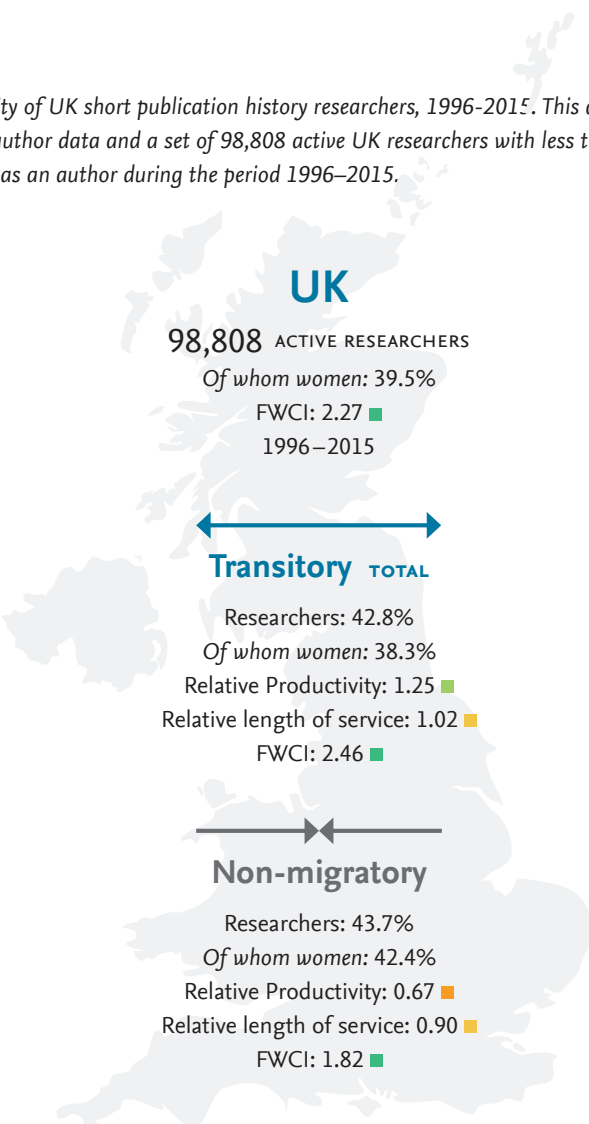 ty of UK short publication history researchers, 1996-2015. This
author data and a set of 98,808 active UK researchers with less
as an author during the period 1996–2015.
UK
98,808 ACTIVE RESEARCHERS
Of whom women: 39.5%
FWCI: 2.27
1996–2015
Transitory TOTAL
Researchers: 42.8%
Of whom women: 38.3%
Relative Productivity: 1.25
Relative length of service: 1.02
FWCI: 2.46
Non-migratory
Researchers: 43.7%
Of whom women: 42.4%
Relative Productivity: 0.67
Relative length of service: 0.90
FWCI: 1.82